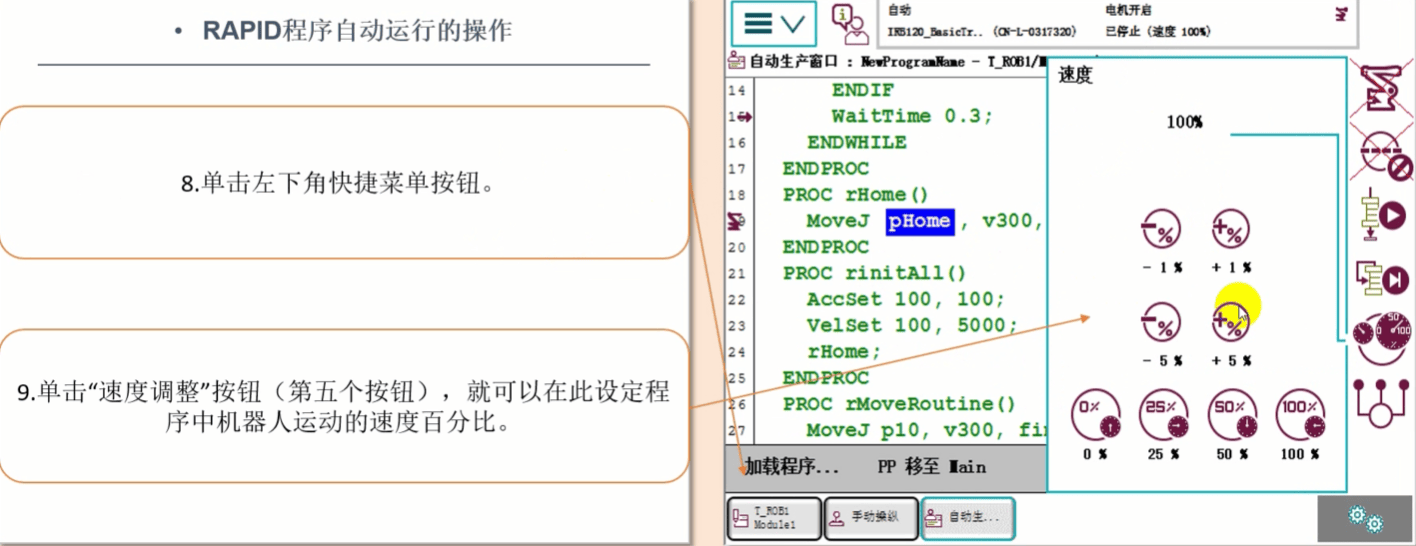 • RAPID程序自动运行的操作
8.单击左下角快捷菜单按钮。
9.单击“速度调整”按钮（第五个按钮），就可以在此设定程
序中机器人运动的速度百分比。
自动
IRB120_BasicTr.. (CN-L-0317320)
电机开启
已停止 (速度 100%)
自动生产窗口 : NewProgramName - T_ROB1/M
14 ENDIF
15 WaitTime 0.3;
16 ENDWHILE
17 ENDPROC
18 PROC rHome()
19 MoveJ pHome, v300,
20 ENDPROC
21 PROC rinitAll()
22 AccSet 100, 100;
23 VelSet 100, 5000;
24 rHome;
25 ENDPROC
26 PROC rMoveRoutine()
27 MoveJ p10, v300, fi
速度
100%
-% +%
- 1 % + 1 %
-% +%
- 5 % + 5 %
0% 25% 50% 100%
0 % 25 % 50 % 100 %
50
0 100
%
加载程序... PP 移至 Main
T_ROB1
Module1
手动操纵
自动生...